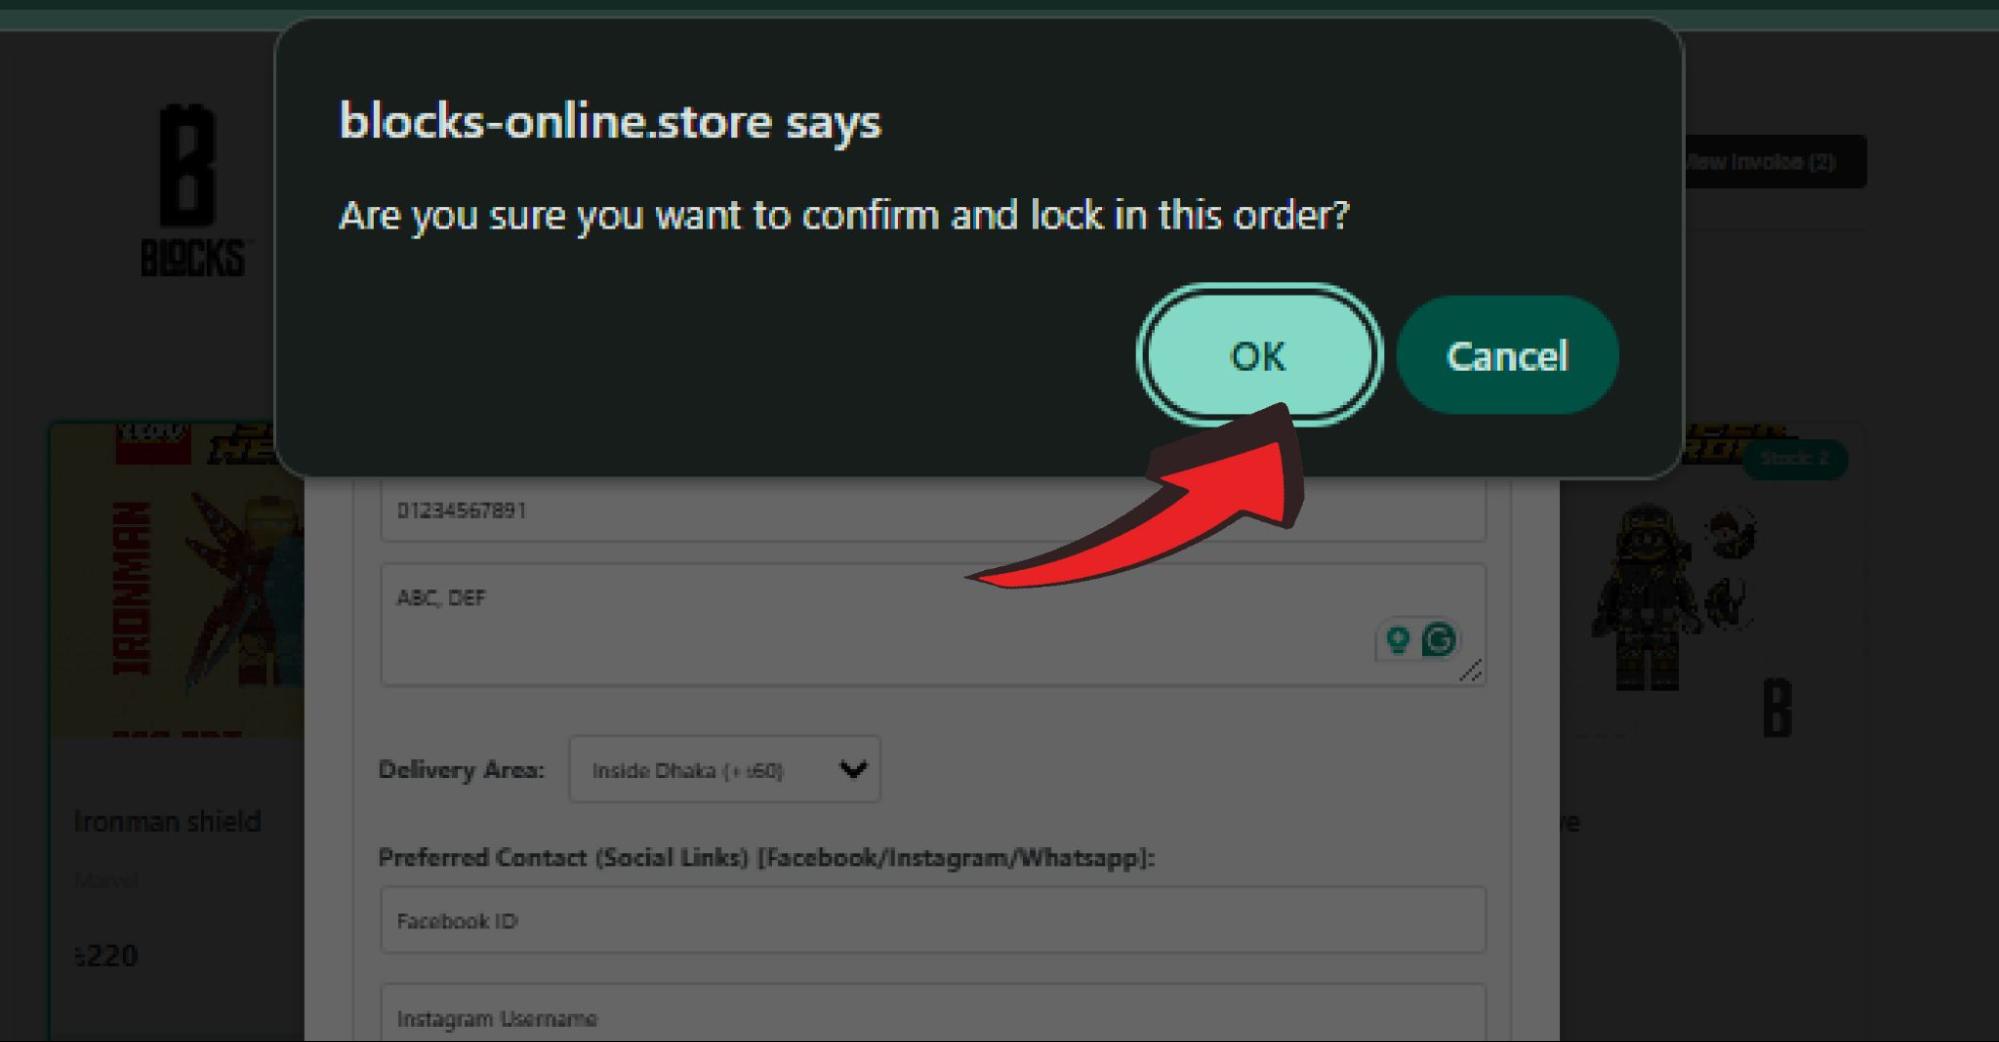 blocks-online.store says
Are you sure you want to confirm and lock in this order?
OK
Cancel
B
BLOCKS
View Invoice (2)
Stock: 2
IRONMAN
01234567891
ABC, DEF
Delivery Area:
Inside Dhaka (+ ৳60)
Preferred Contact (Social Links) [Facebook/Instagram/Whatsapp]:
Facebook ID
Instagram Username
Ironman shield
Marvel
৳220
B